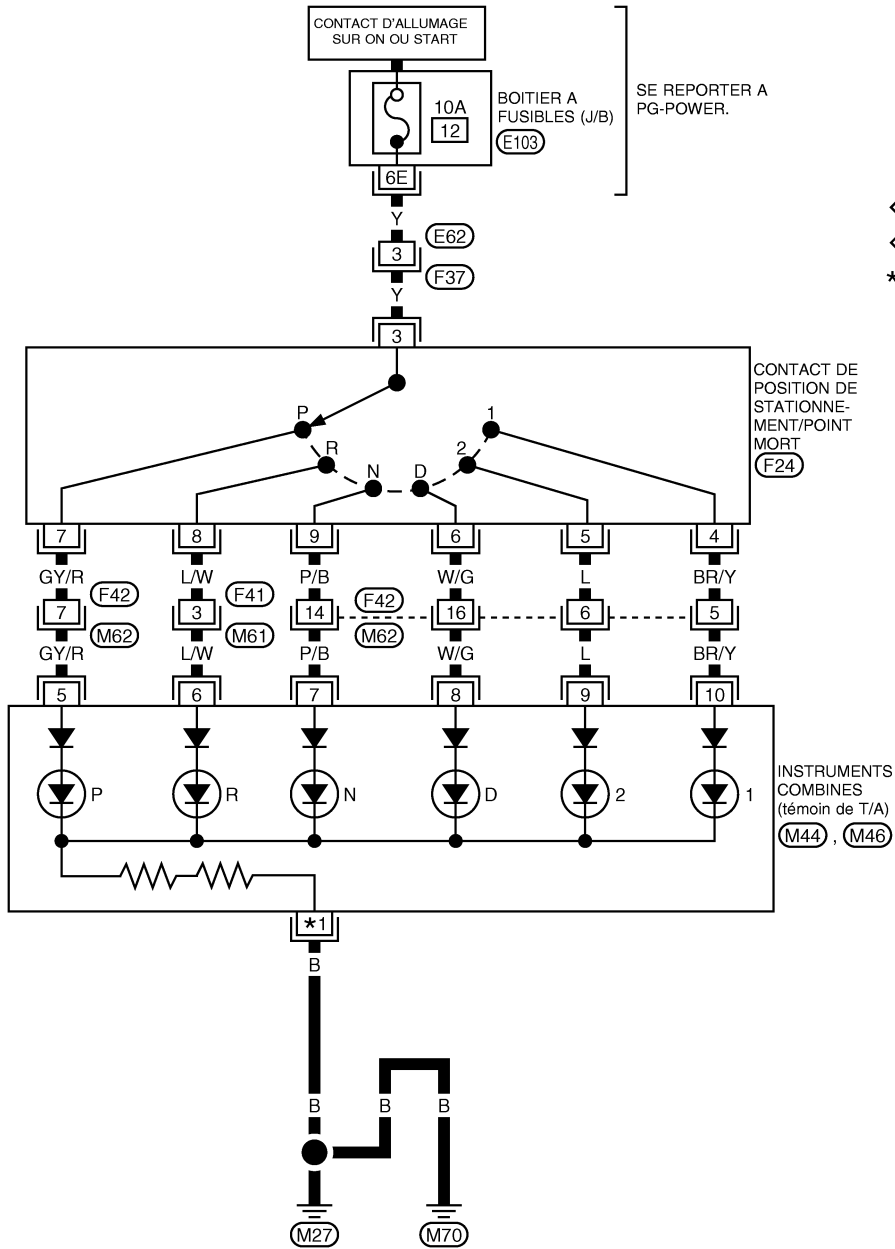 CONTACT D'ALLUMAGE
SUR ON OU START
10A
12
BOITIER A
FUSIBLES (J/B)
E103
SE REPORTER A
PG-POWER.
6E
Y
E62
3
F37
Y
*
3
CONTACT DE
POSITION DE
STATIONNE-
MENT/POINT
MORT
F24
P
R
N
D
2
1
7 8 9 6 5 4
GY/R L/W P/B W/G L BR/Y
F42 F41 F42
7 3 14 16 6 5
M62 M61 M62
GY/R L/W P/B W/G L BR/Y
5 6 7 8 9 10
P R N D 2 1
INSTRUMENTS
COMBINES
(témoin de T/A)
M44 , M46
*1
B
B B B
M27 M70